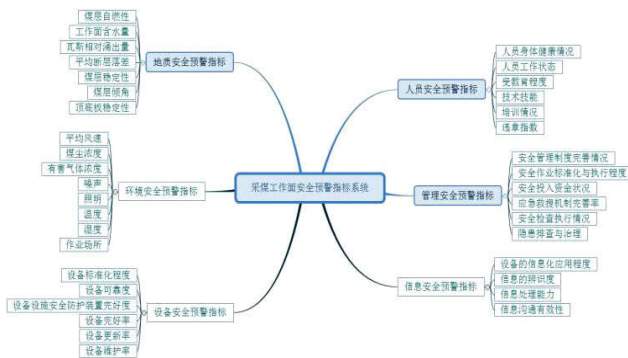 采煤工作面安全预警指标系统
地质安全预警指标
煤层自燃性
工作面含水量
瓦斯相对涌出量
平均断层落差
煤层稳定性
煤层倾角
顶底板稳定性
环境安全预警指标
平均风速
煤尘浓度
有害气体浓度
噪声
照明
温度
湿度
作业场所
设备安全预警指标
设备标准化程度
设备可靠度
设备设施安全防护装置完好度
设备完好率
设备更新率
设备维护率
人员安全预警指标
人员身体健康情况
人员工作状态
受教育程度
技术技能
培训情况
违章指数
管理安全预警指标
安全管理制度完善情况
安全作业标准化与执行程度
安全投入资金状况
应急救援机制完善率
安全检查执行情况
隐患排查与治理
信息安全预警指标
设备的信息化应用程度
信息的辨识度
信息处理能力
信息沟通有效性